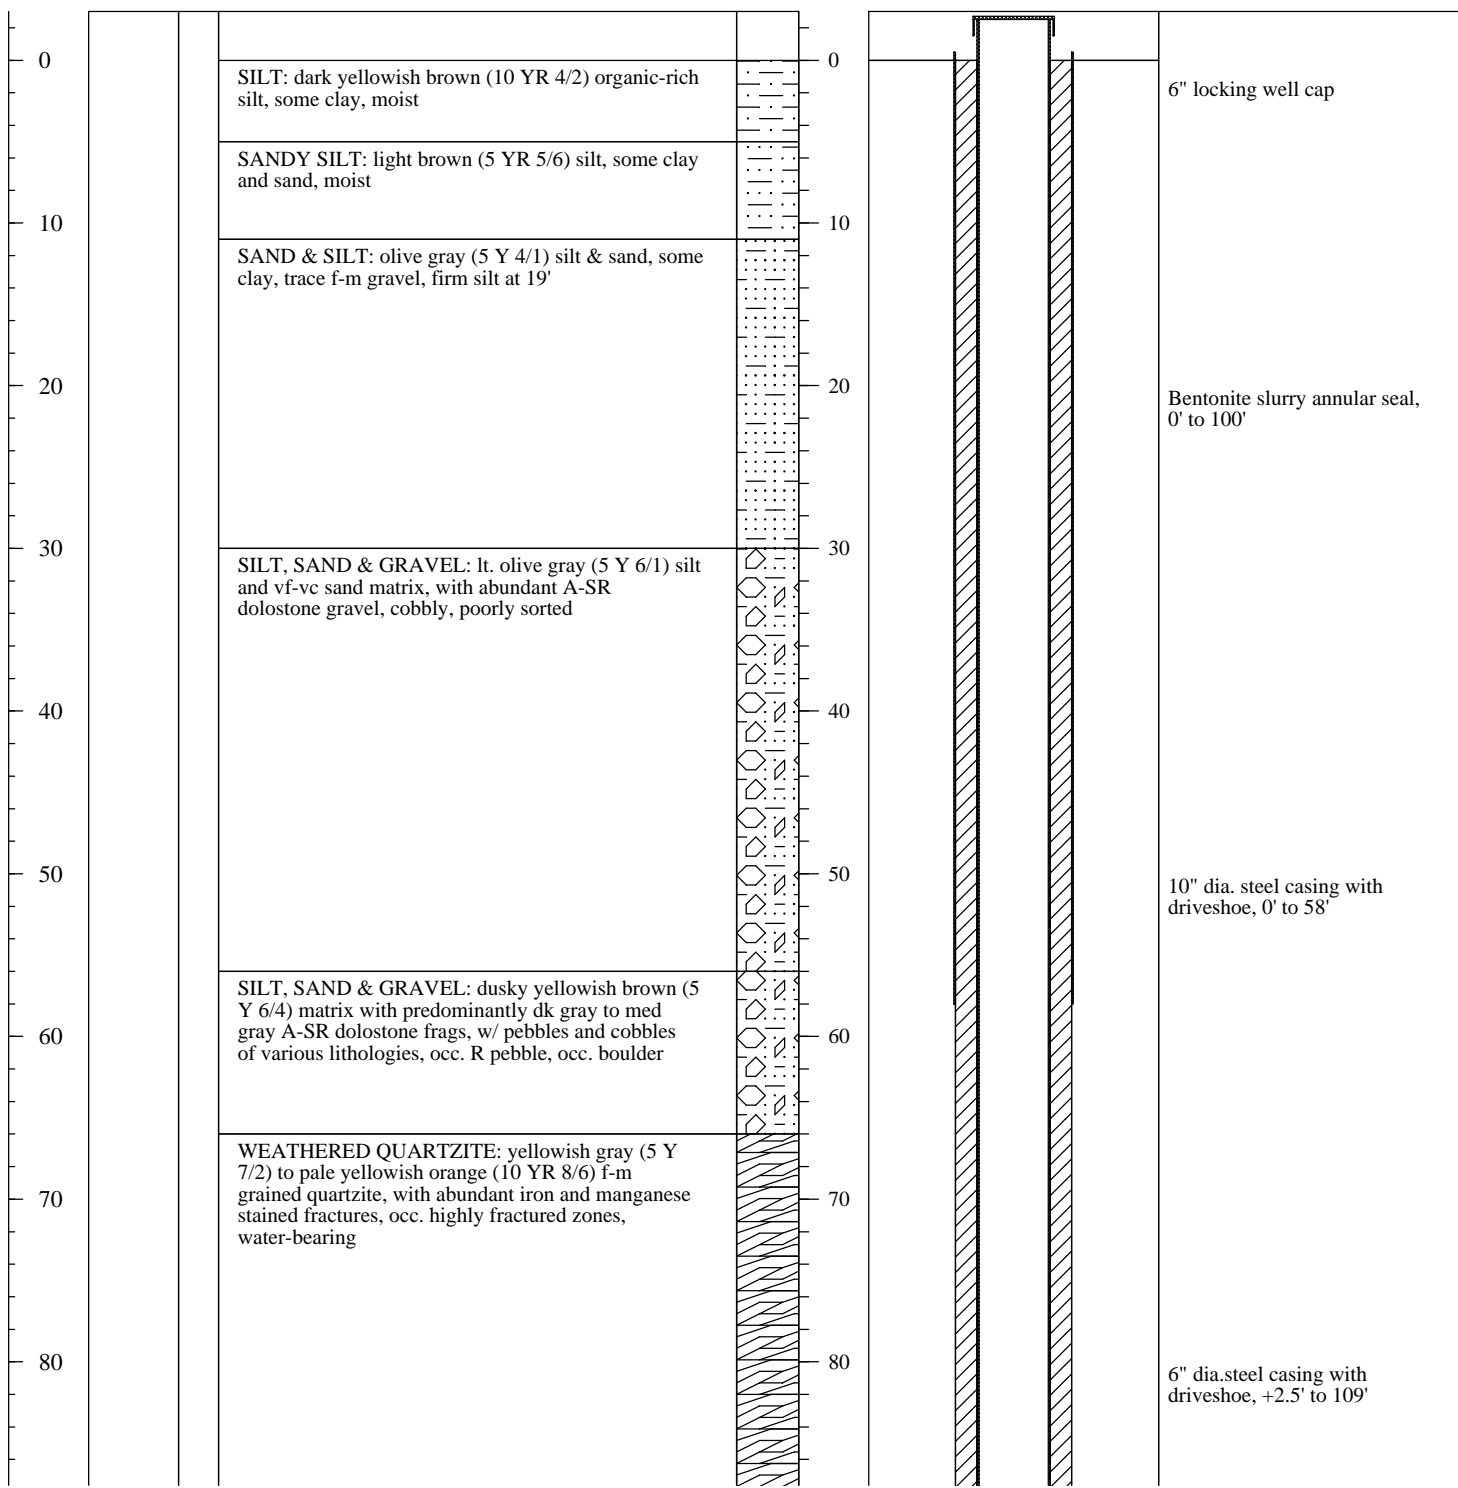 0
10
20
30
40
50
60
70
80
SILT: dark yellowish brown (10 YR 4/2) organic-rich
silt, some clay, moist
SANDY SILT: light brown (5 YR 5/6) silt, some clay
and sand, moist
SAND & SILT: olive gray (5 Y 4/1) silt & sand, some
clay, trace f-m gravel, firm silt at 19'
SILT, SAND & GRAVEL: lt. olive gray (5 Y 6/1) silt
and vf-vc sand matrix, with abundant A-SR
dolostone gravel, cobbly, poorly sorted
SILT, SAND & GRAVEL: dusky yellowish brown (5
Y 6/4) matrix with predominantly dk gray to med
gray A-SR dolostone frags, w/ pebbles and cobbles
of various lithologies, occ. R pebble, occ. boulder
WEATHERED QUARTZITE: yellowish gray (5 Y
7/2) to pale yellowish orange (10 YR 8/6) f-m
grained quartzite, with abundant iron and manganese
stained fractures, occ. highly fractured zones,
water-bearing
0
10
20
30
40
50
60
70
80
6" locking well cap
Bentonite slurry annular seal,
0' to 100'
10" dia. steel casing with
driveshoe, 0' to 58'
6" dia.steel casing with
driveshoe, +2.5' to 109'